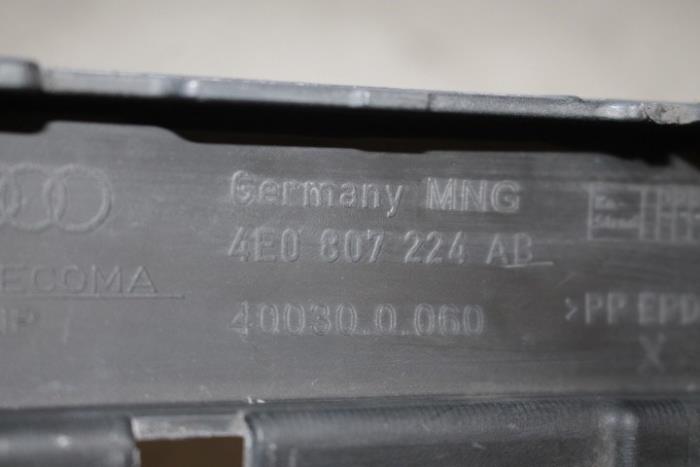 Germany MNG
4E0 807 224 AB
ECOMA
40030.0.060
>PP EPD
X